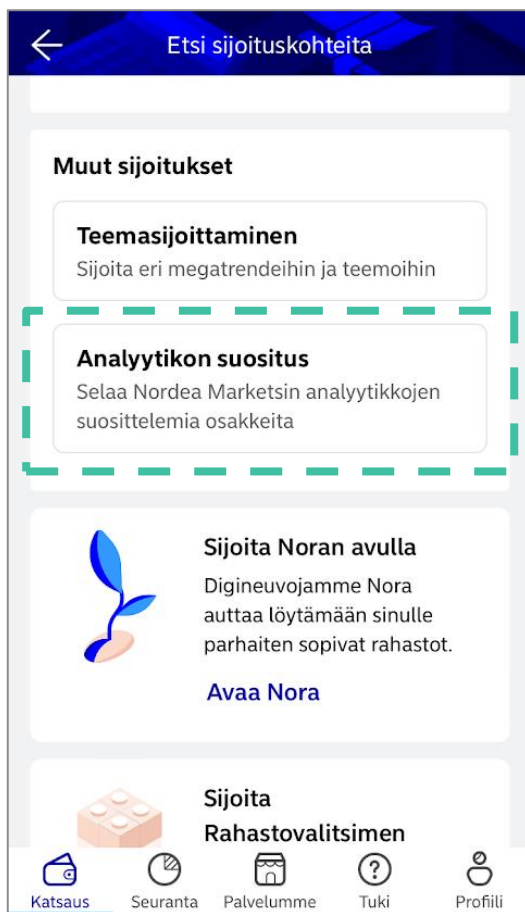 Etsi sijoituskohteita
Muut sijoitukset
Teemasijoittaminen
Sijoita eri megatrendeihin ja teemoihin
Analyytikon suositus
Selaa Nordea Marketsin analyytikkojen
suosittelemia osakkeita
Sijoita Noran avulla
Digineuvojamme Nora
auttaa löytämään sinulle
parhaiten sopivat rahastot.
Avaa Nora
Sijoita
Rahastovalitsimen
Katsaus
Seuranta
Palvelumme
Tuki
Profiili